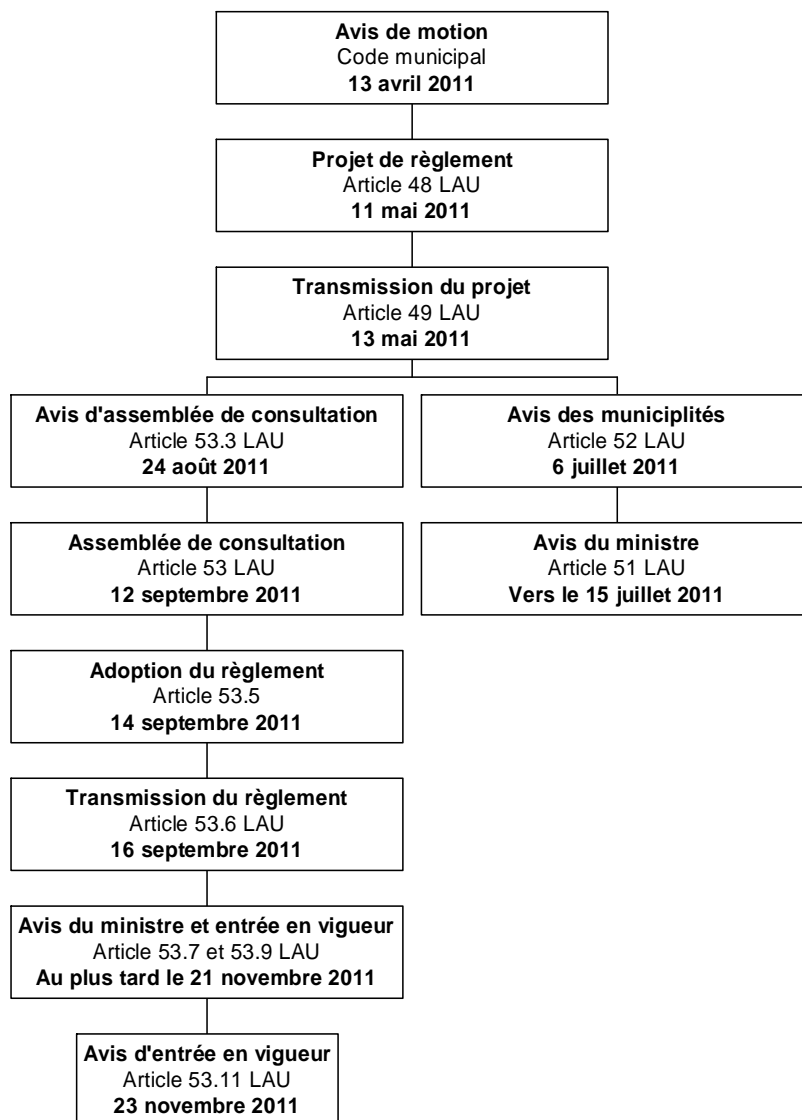 Avis de motion
Code municipal
13 avril 2011
Projet de règlement
Article 48 LAU
11 mai 2011
Transmission du projet
Article 49 LAU
13 mai 2011
Avis d'assemblée de consultation
Article 53.3 LAU
24 août 2011
Avis des municiplités
Article 52 LAU
6 juillet 2011
Assemblée de consultation
Article 53 LAU
12 septembre 2011
Avis du ministre
Article 51 LAU
Vers le 15 juillet 2011
Adoption du règlement
Article 53.5
14 septembre 2011
Transmission du règlement
Article 53.6 LAU
16 septembre 2011
Avis du ministre et entrée en vigueur
Article 53.7 et 53.9 LAU
Au plus tard le 21 novembre 2011
Avis d'entrée en vigueur
Article 53.11 LAU
23 novembre 2011